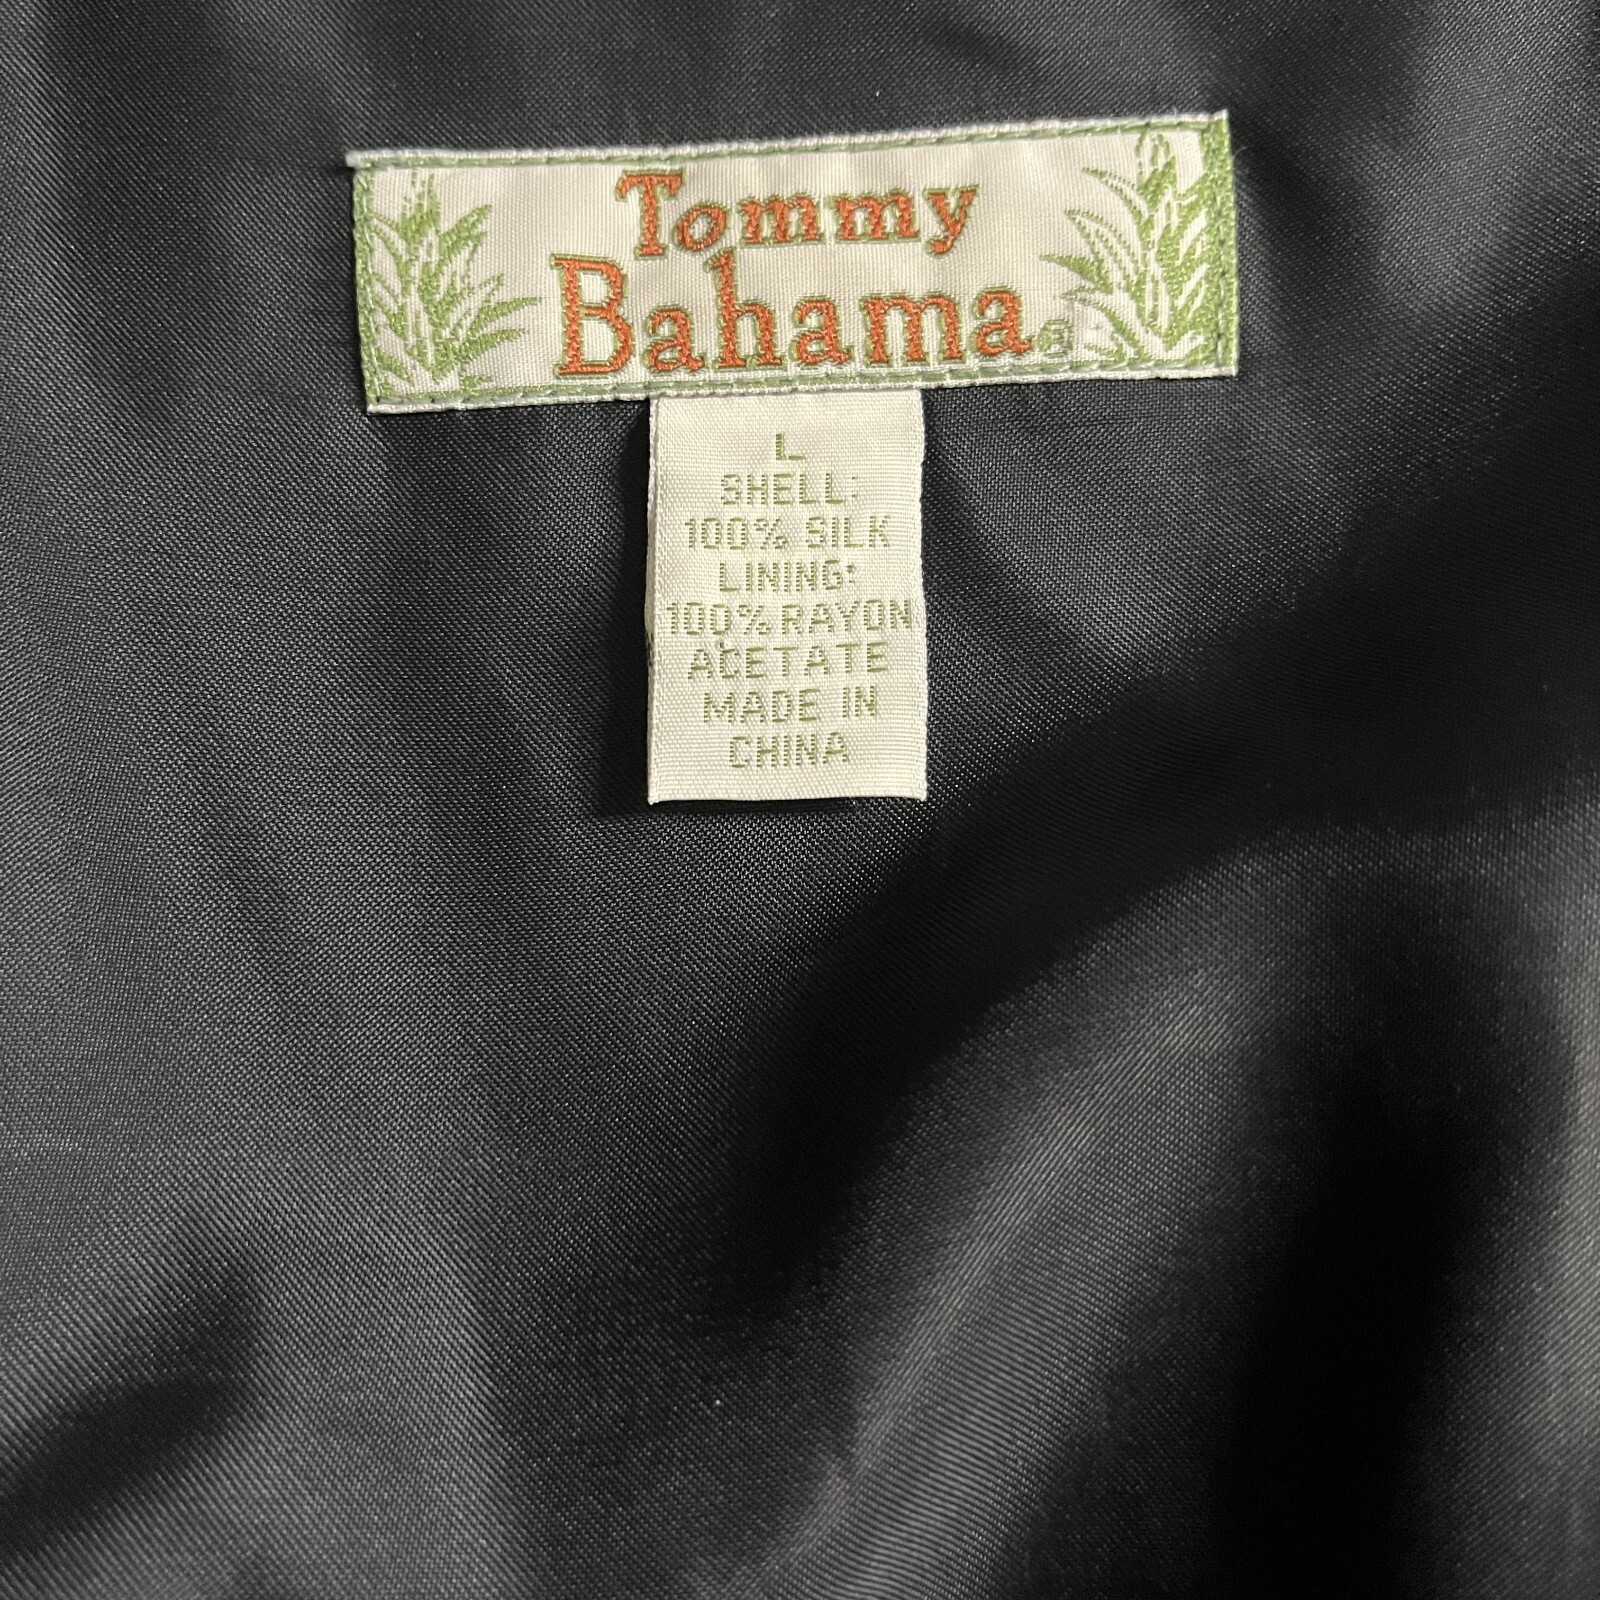 Tommy
Bahama®
L
SHELL:
100% SILK
LINING:
100% RAYON
ACETATE
MADE IN
CHINA